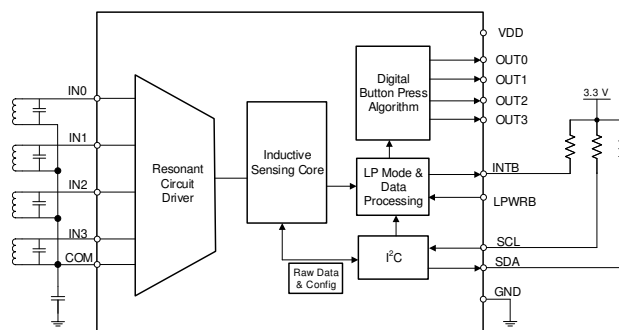 VDD
IN0
OUT0
OUT1
OUT2
OUT3
Digital
Button Press
Algorithm
3.3 V
IN1
Resonant
Circuit
Driver
Inductive
Sensing Core
LP Mode &
Data
Processing
INTB
LPWRB
IN2
IN3
COM
I²C
SCL
SDA
Raw Data
& Config
GND